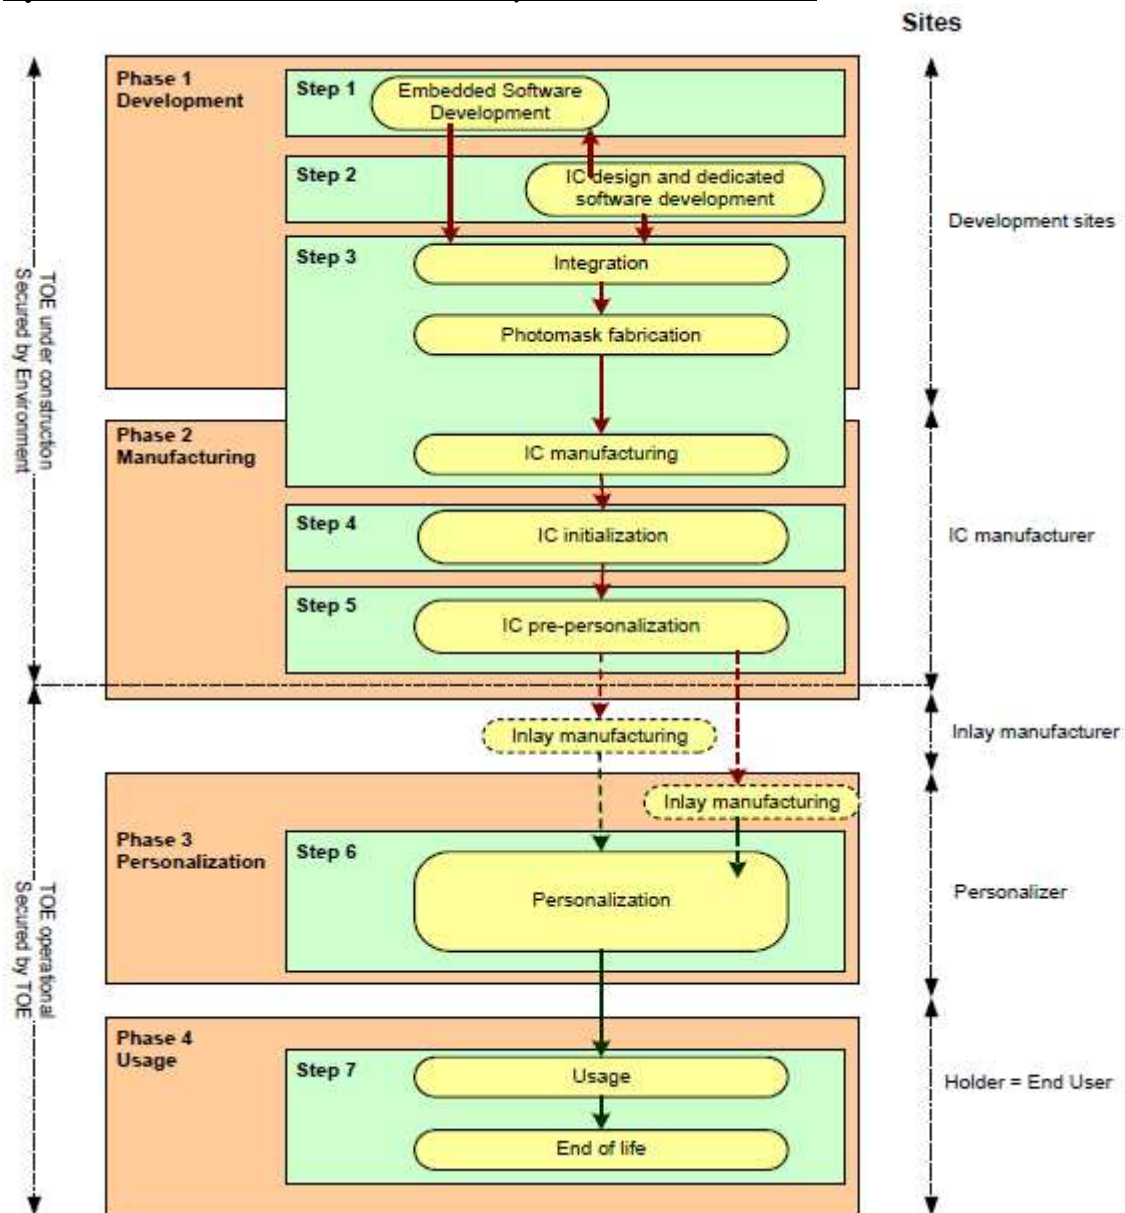 Sites
Phase 1
Development
Step 1
Embedded Software
Development
Step 2
IC design and dedicated
software development
Development sites
Step 3
Integration
Photomask fabrication
TOE under construction
Secured by Environment
Phase 2
Manufacturing
IC manufacturing
Step 4
IC initialization
IC manufacturer
Step 5
IC pre-personalization
Inlay manufacturing
Inlay manufacturer
Inlay manufacturing
Phase 3
Personalization
Step 6
Personalization
Personalizer
TOE operational
Secured by TOE
Phase 4
Usage
Step 7
Usage
Holder = End User
End of life